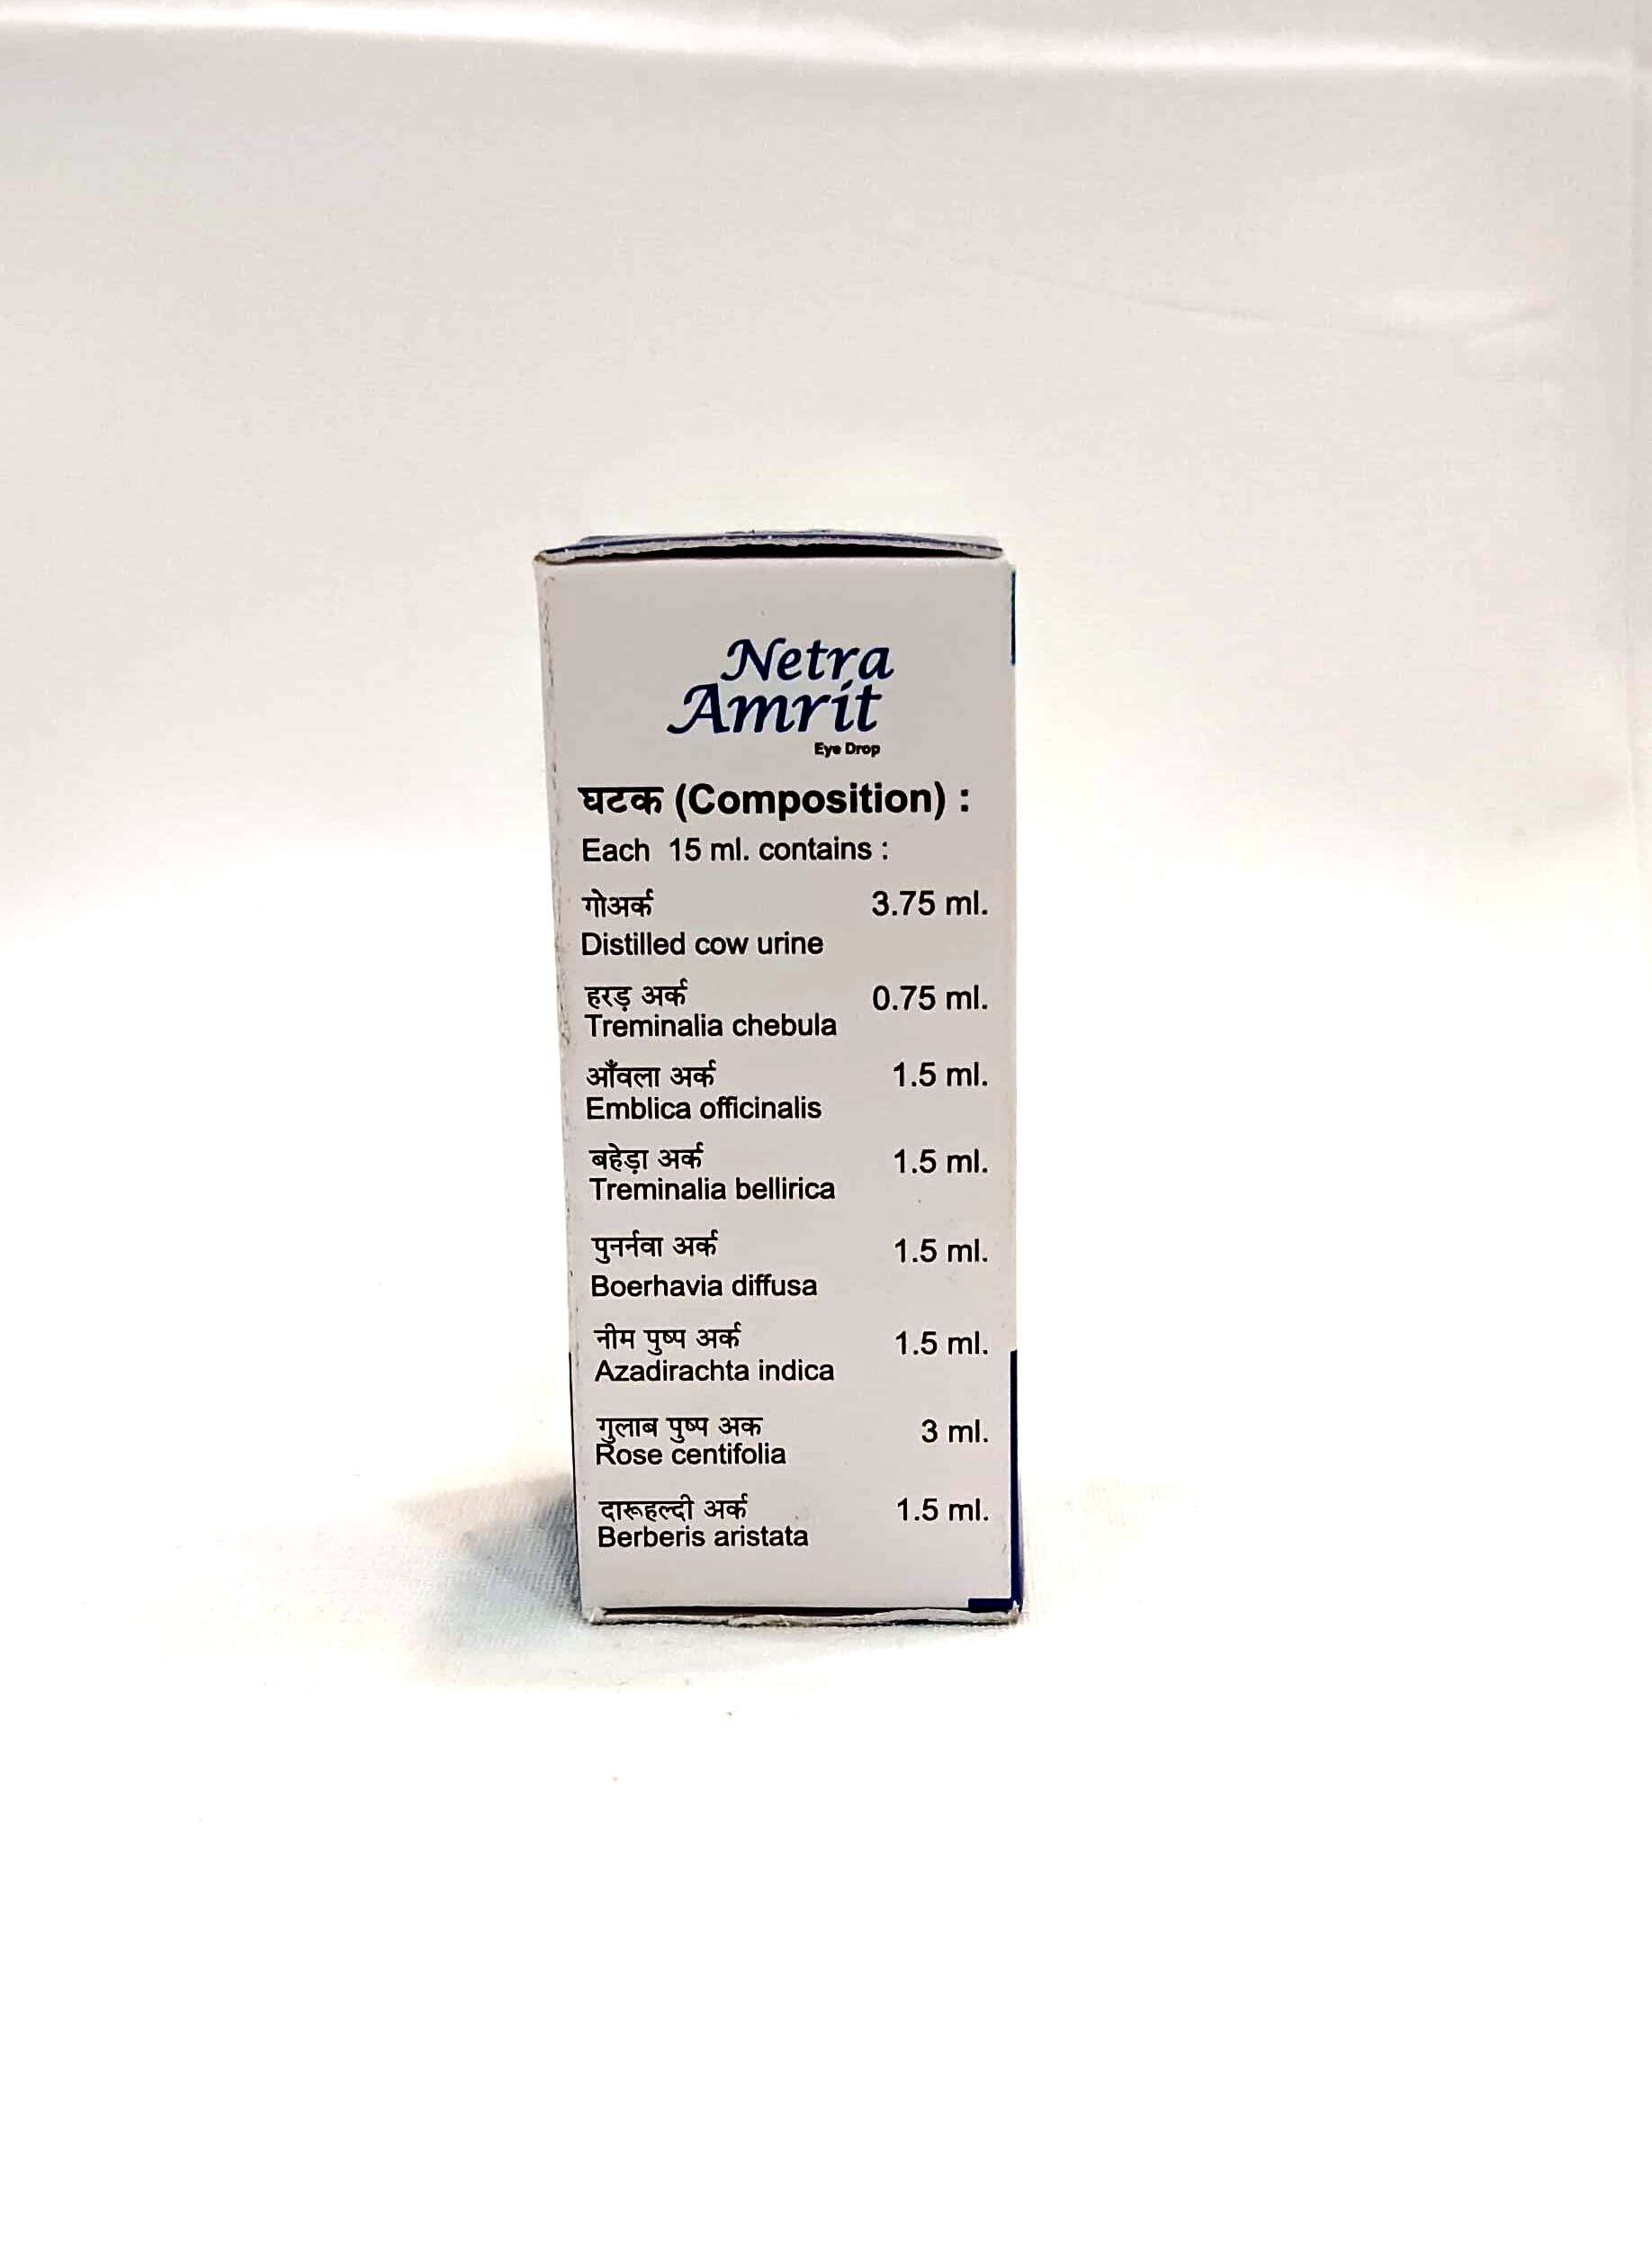 Netra
Amrit
Eye Drop
घटक (Composition) :
Each 15 ml. contains :
गोअर्क 3.75 ml.
Distilled cow urine
हरड़ अर्क 0.75 ml.
Treminalia chebula
आँवला अर्क 1.5 ml.
Emblica officinalis
बहेड़ा अर्क 1.5 ml.
Treminalia bellirica
पुनर्नवा अर्क 1.5 ml.
Boerhavia diffusa
नीम पुष्प अर्क 1.5 ml.
Azadirachta indica
गुलाब पुष्प अक 3 ml.
Rose centifolia
दारूहल्दी अर्क 1.5 ml.
Berberis aristata